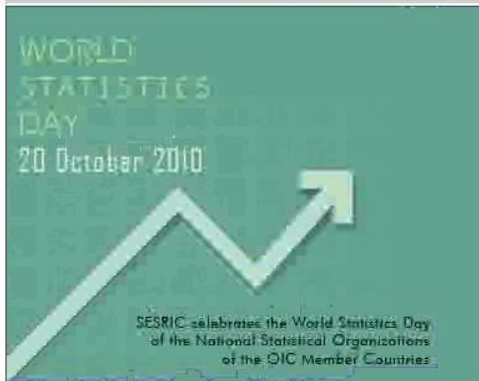 WORLD
STATISTICS
DAY
20 October 2010
SESRIC celebrates the World Statistics Day
of the National Statistical Organizations
of the OIC Member Countries